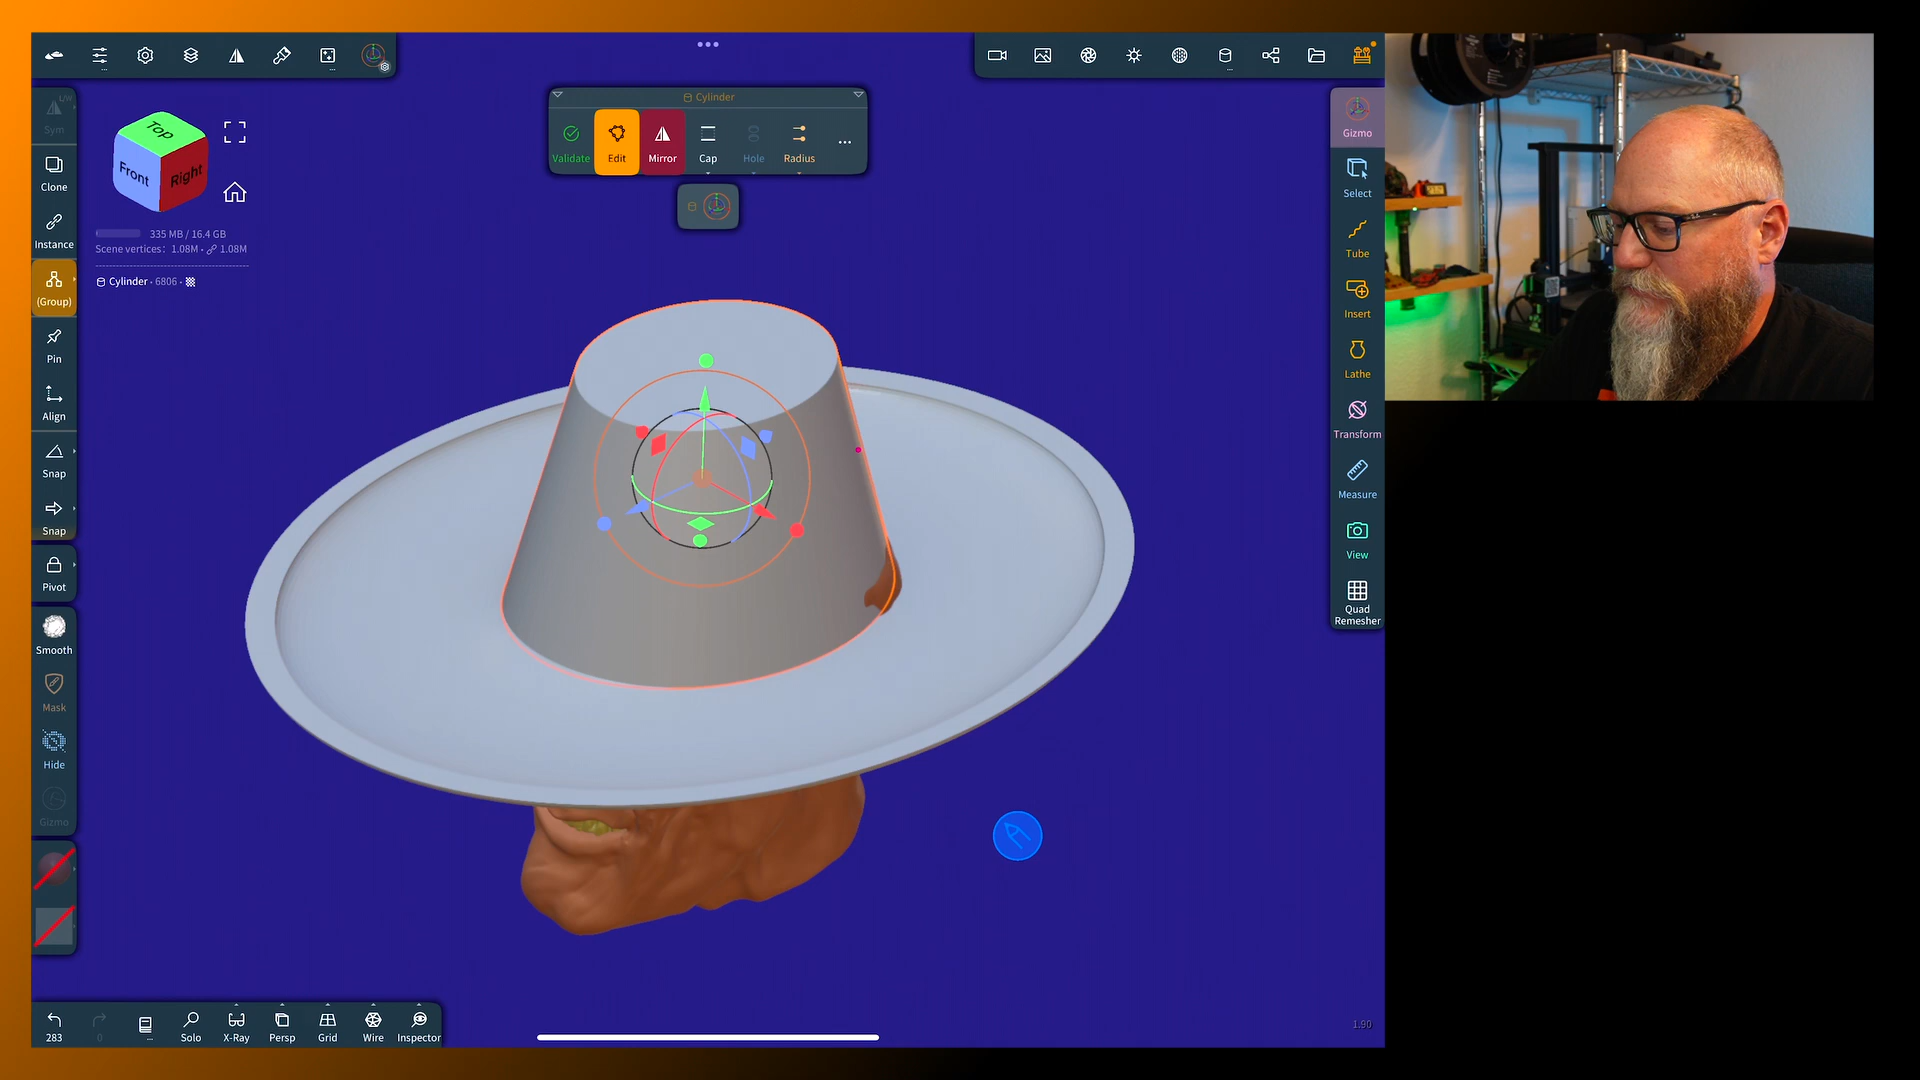 Cylinder
Validate
Edit
Mirror
Cap
Hole
Radius
...
Sym
Clone
Instance
(Group)
Pin
Align
Snap
Snap
Pivot
Smooth
Mask
Hide
Gizmo
Top
Front
Right
335 MB / 16.4 GB
Scene vertices: 1.08M • 1.08M
Cylinder • 6806 •
Gizmo
Select
Tube
Insert
Lathe
Transform
Measure
View
Quad
Remesher
283
0
Solo
X-Ray
Persp
Grid
Wire
Inspector
1.90